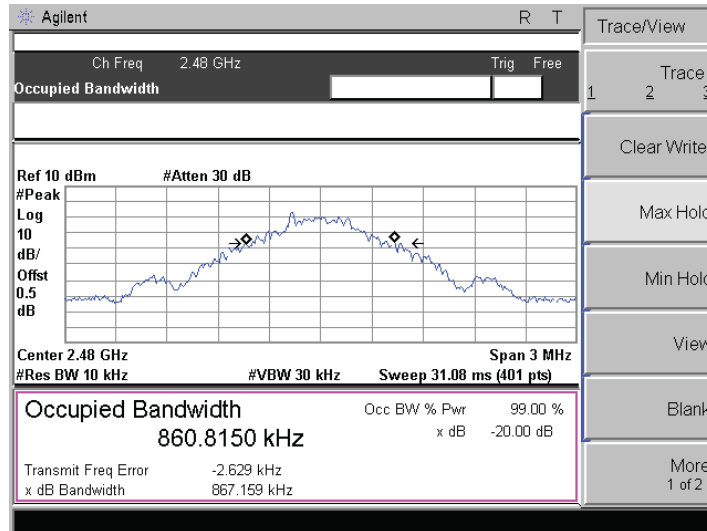 Agilent R T
Ch Freq 2.48 GHz Trig Free
Occupied Bandwidth
Ref 10 dBm #Atten 30 dB
#Peak
Log
10
dB/
Offst
0.5
dB
Center 2.48 GHz Span 3 MHz
#Res BW 10 kHz #VBW 30 kHz Sweep 31.08 ms (401 pts)
Occupied Bandwidth Occ BW % Pwr 99.00 %
860.8150 kHz x dB -20.00 dB
Transmit Freq Error -2.629 kHz
x dB Bandwidth 867.159 kHz
Trace/View
Trace
1 2 3
Clear Write
Max Hold
Min Hold
View
Blank
More
1 of 2